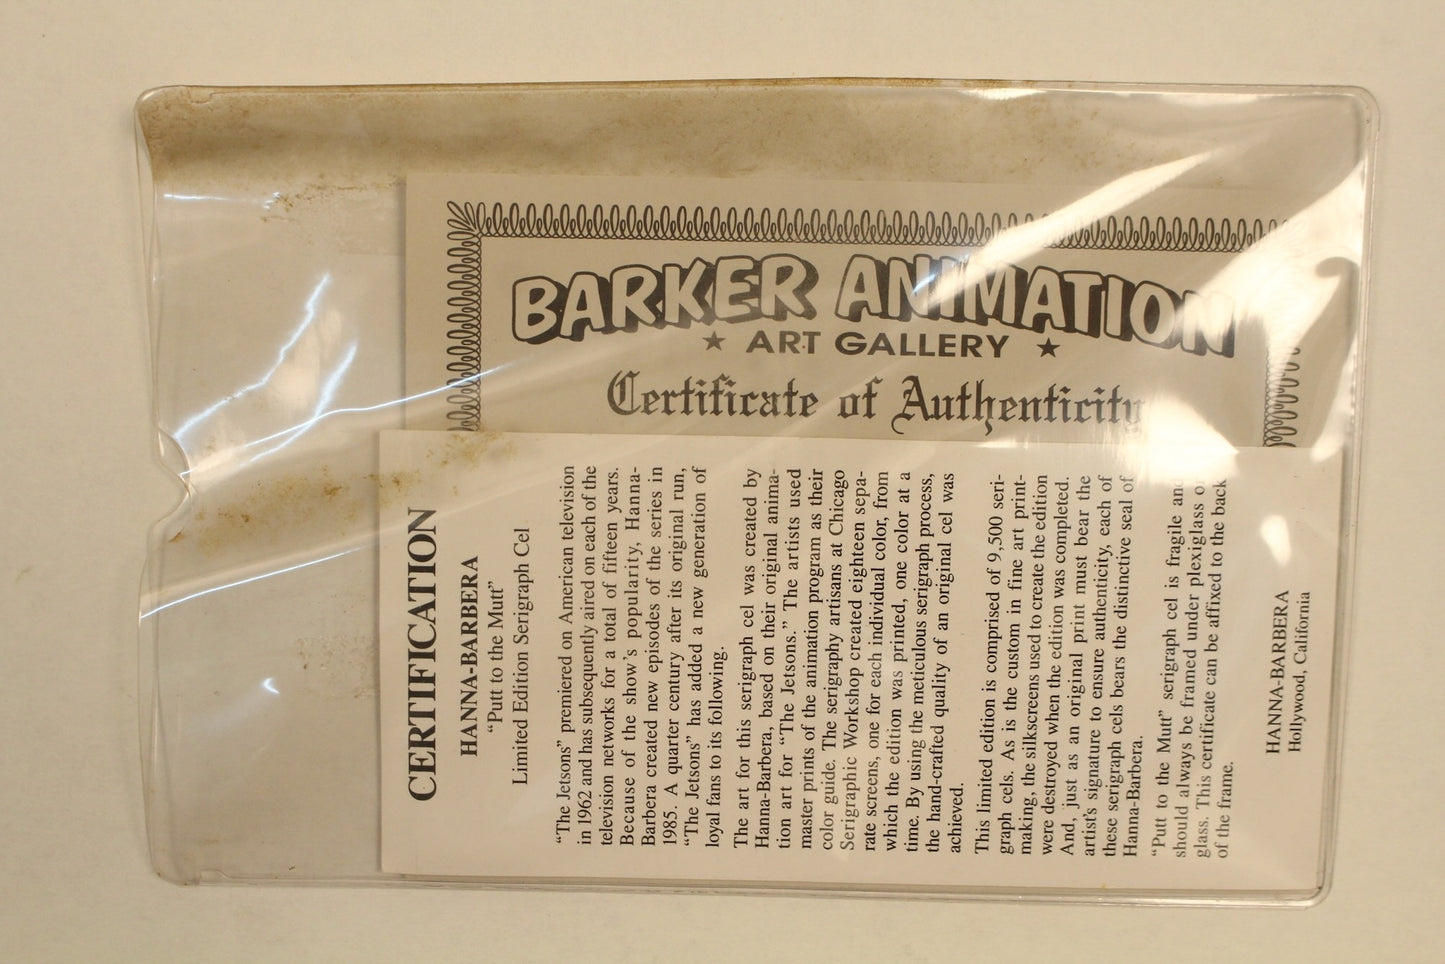 BARKER ANIMATION
★ ART GALLERY ★
Certificate of Authenticity
CERTIFICATION
HANNA-BARBERA
“Putt to the Mutt”
Limited Edition Serigraph Cel
“The Jetsons” premiered on American television
in 1962 and has subsequently aired on each of the
television networks for a total of fifteen years.
Because of the show’s popularity, Hanna-
Barbera created new episodes of the series in
1985. A quarter century after its original run,
“The Jetsons” has added a new generation of
loyal fans to its following.
The art for this serigraph cel was created by
Hanna-Barbera, based on their original anima-
tion art for “The Jetsons.” The artists used
master prints of the animation program as their
color guide. The serigraphy artisans at Chicago
Serigraphic Workshop created eighteen sepa-
rate screens, one for each individual color, from
which the edition was printed, one color at a
time. By using the meticulous serigraph process,
the hand-crafted quality of an original cel was
achieved.
This limited edition is comprised of 9,500 seri-
graph cels. As is the custom in fine art print-
making, the silkscreens used to create the edition
were destroyed when the edition was completed.
And, just as an original print must bear the
artist’s signature to ensure authenticity, each of
these serigraph cels bears the distinctive seal of
Hanna-Barbera.
“Putt to the Mutt” serigraph cel is fragile and
should always be framed under plexiglass or
glass. This certificate can be affixed to the back
of the frame.
HANNA-BARBERA
Hollywood, California